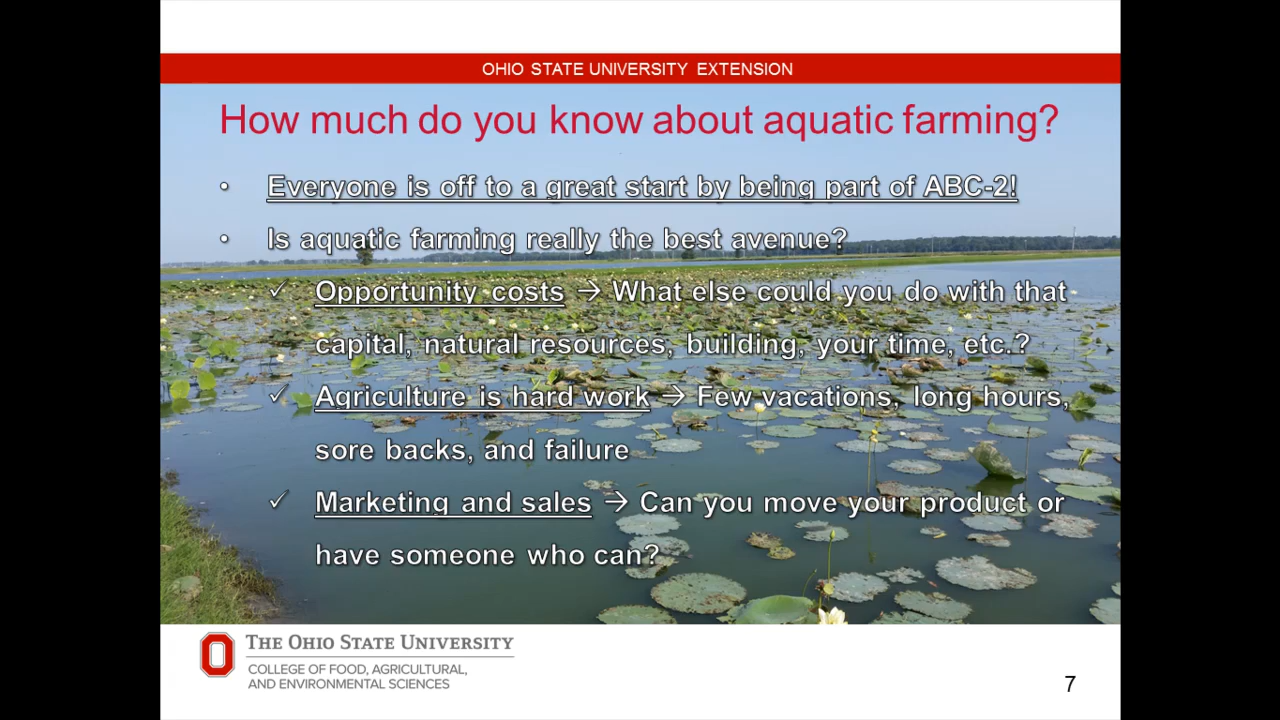 OHIO STATE UNIVERSITY EXTENSION
How much do you know about aquatic farming?
• Everyone is off to a great start by being part of ABC-2!
• Is aquatic farming really the best avenue?
✓ Opportunity costs → What else could you do with that
capital, natural resources, building, your time, etc.?
✓ Agriculture is hard work → Few vacations, long hours,
sore backs, and failure
✓ Marketing and sales → Can you move your product or
have someone who can?
THE OHIO STATE UNIVERSITY
COLLEGE OF FOOD, AGRICULTURAL,
AND ENVIRONMENTAL SCIENCES
7